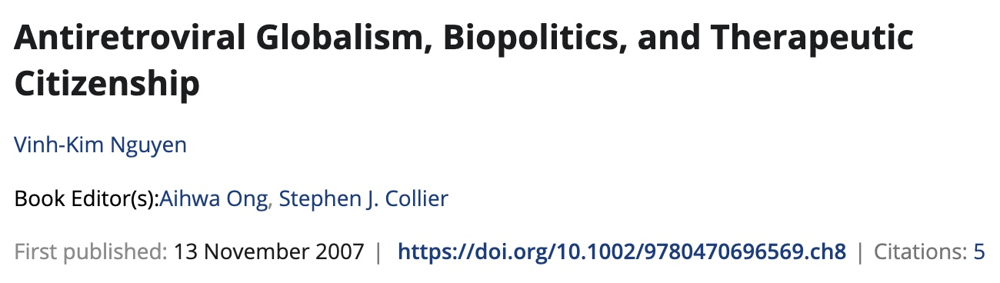 Antiretroviral Globalism, Biopolitics, and Therapeutic
Citizenship
Vinh-Kim Nguyen
Book Editor(s):Aihwa Ong, Stephen J. Collier
First published: 13 November 2007 | https://doi.org/10.1002/9780470696569.ch8 | Citations: 5